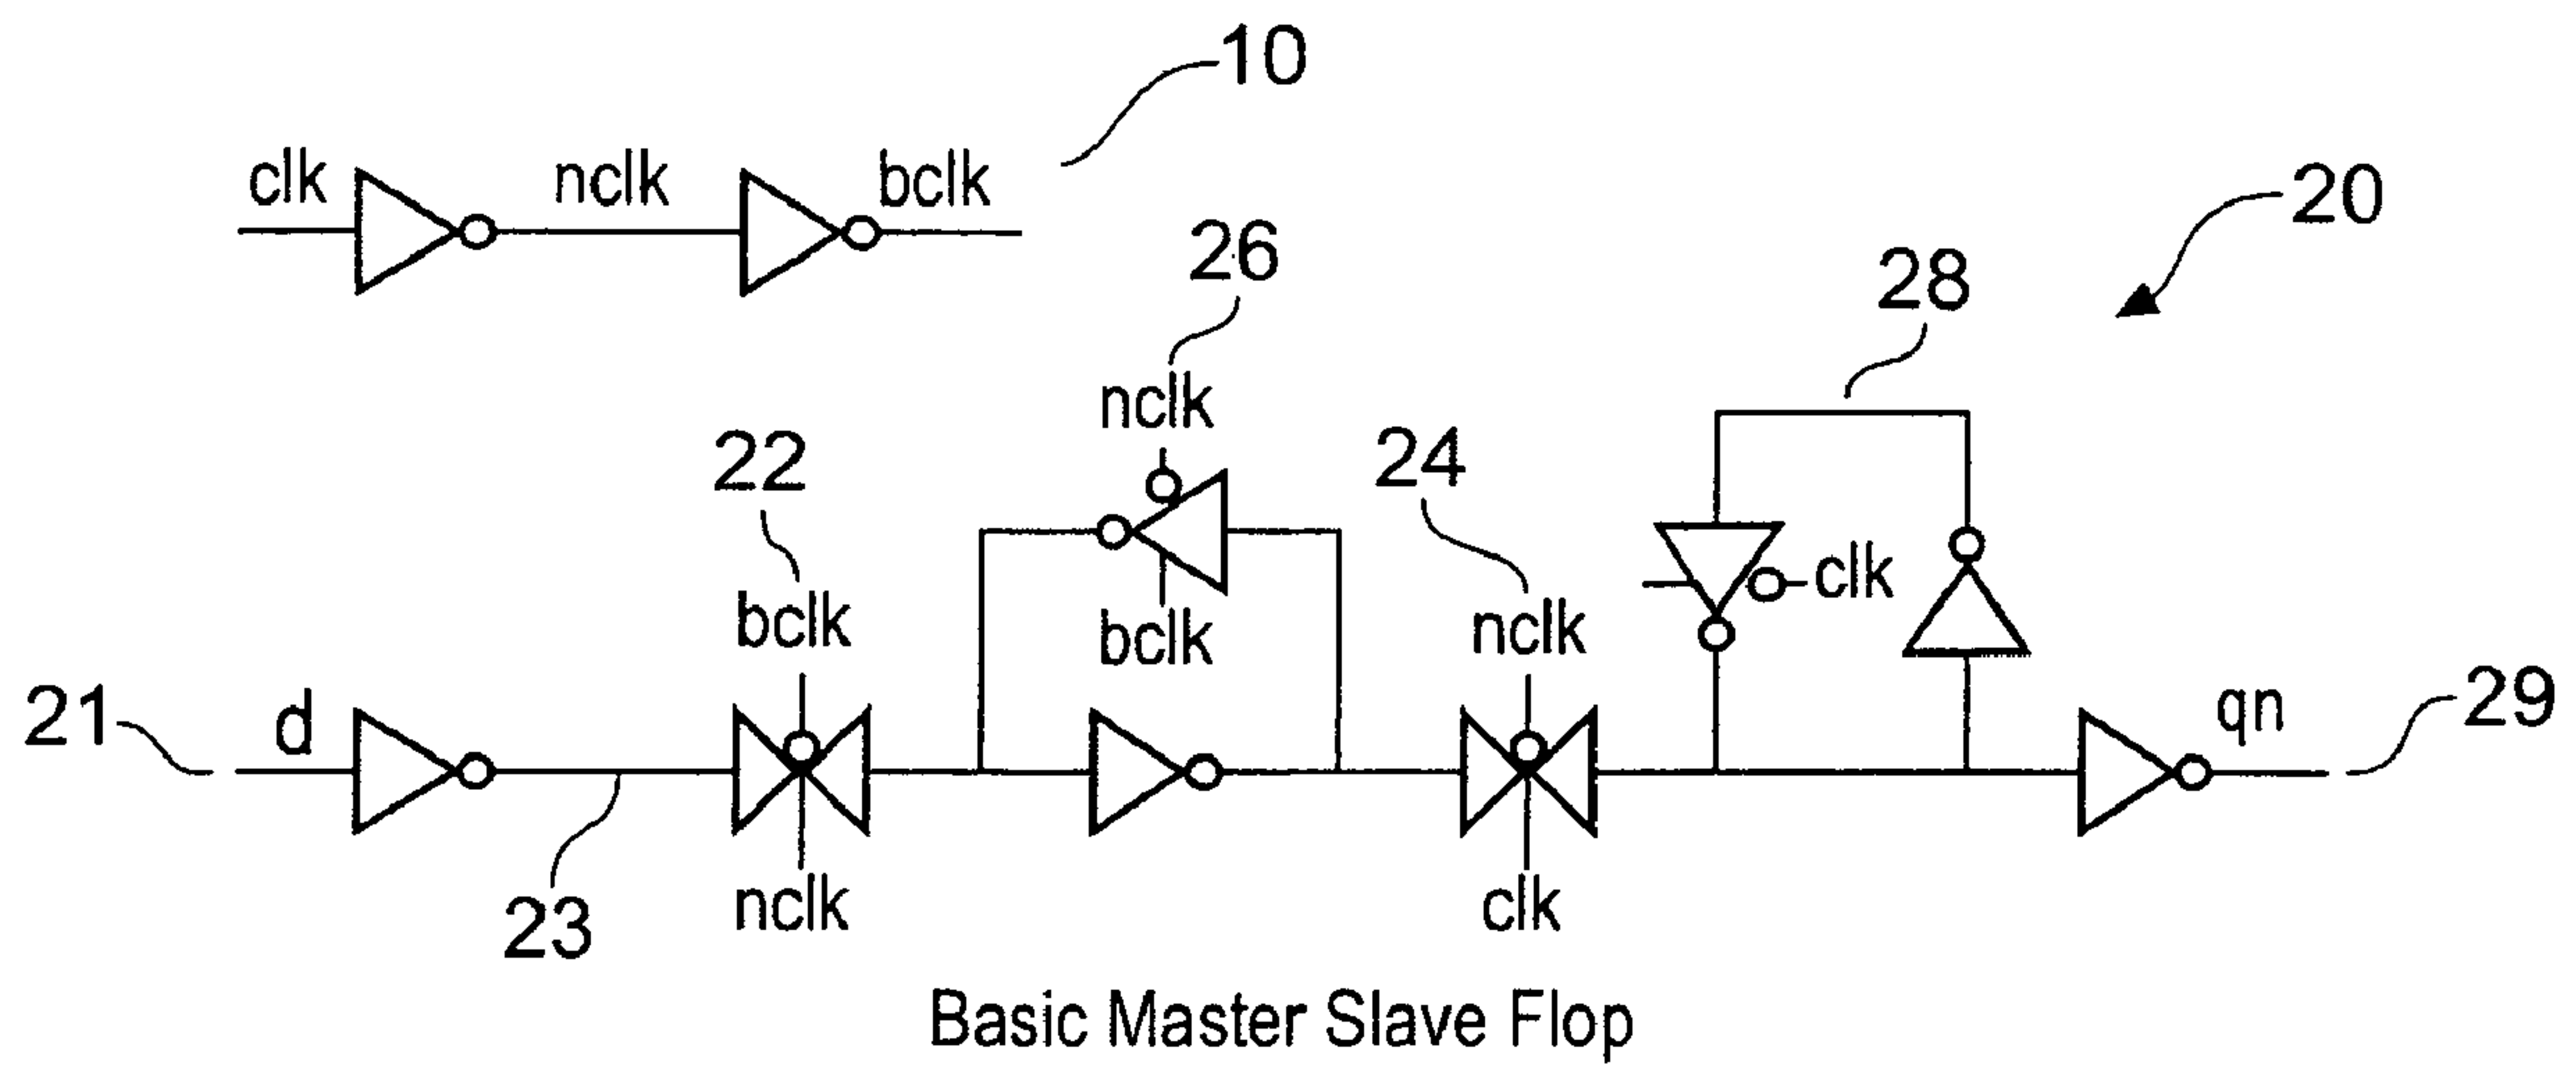 10
clk nclk bclk
20
26
28
nclk
22
24
clk
bclk
nclk
bclk
21 d qn 29
23
nclk
clk
Basic Master Slave Flop